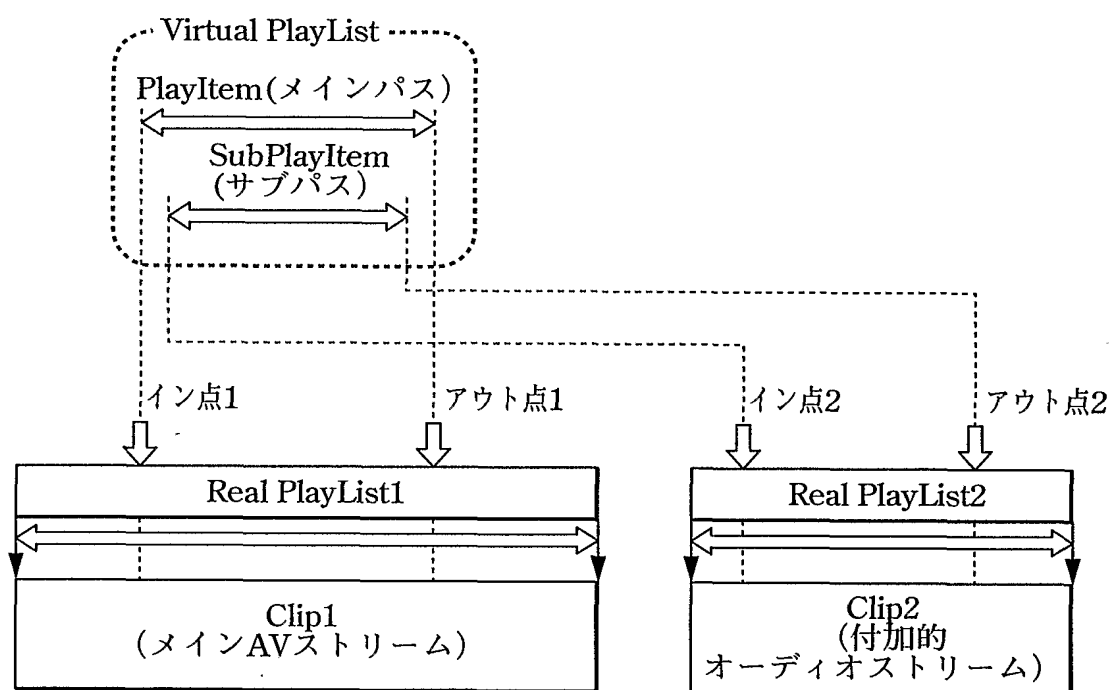 Virtual PlayList
PlayItem(メインパス)
SubPlayItem
(サブパス)
イン点1
アウト点1
イン点2
アウト点2
Real PlayList1
Real PlayList2
Clip1
(メインAVストリーム)
Clip2
(付加的
オーディオストリーム)